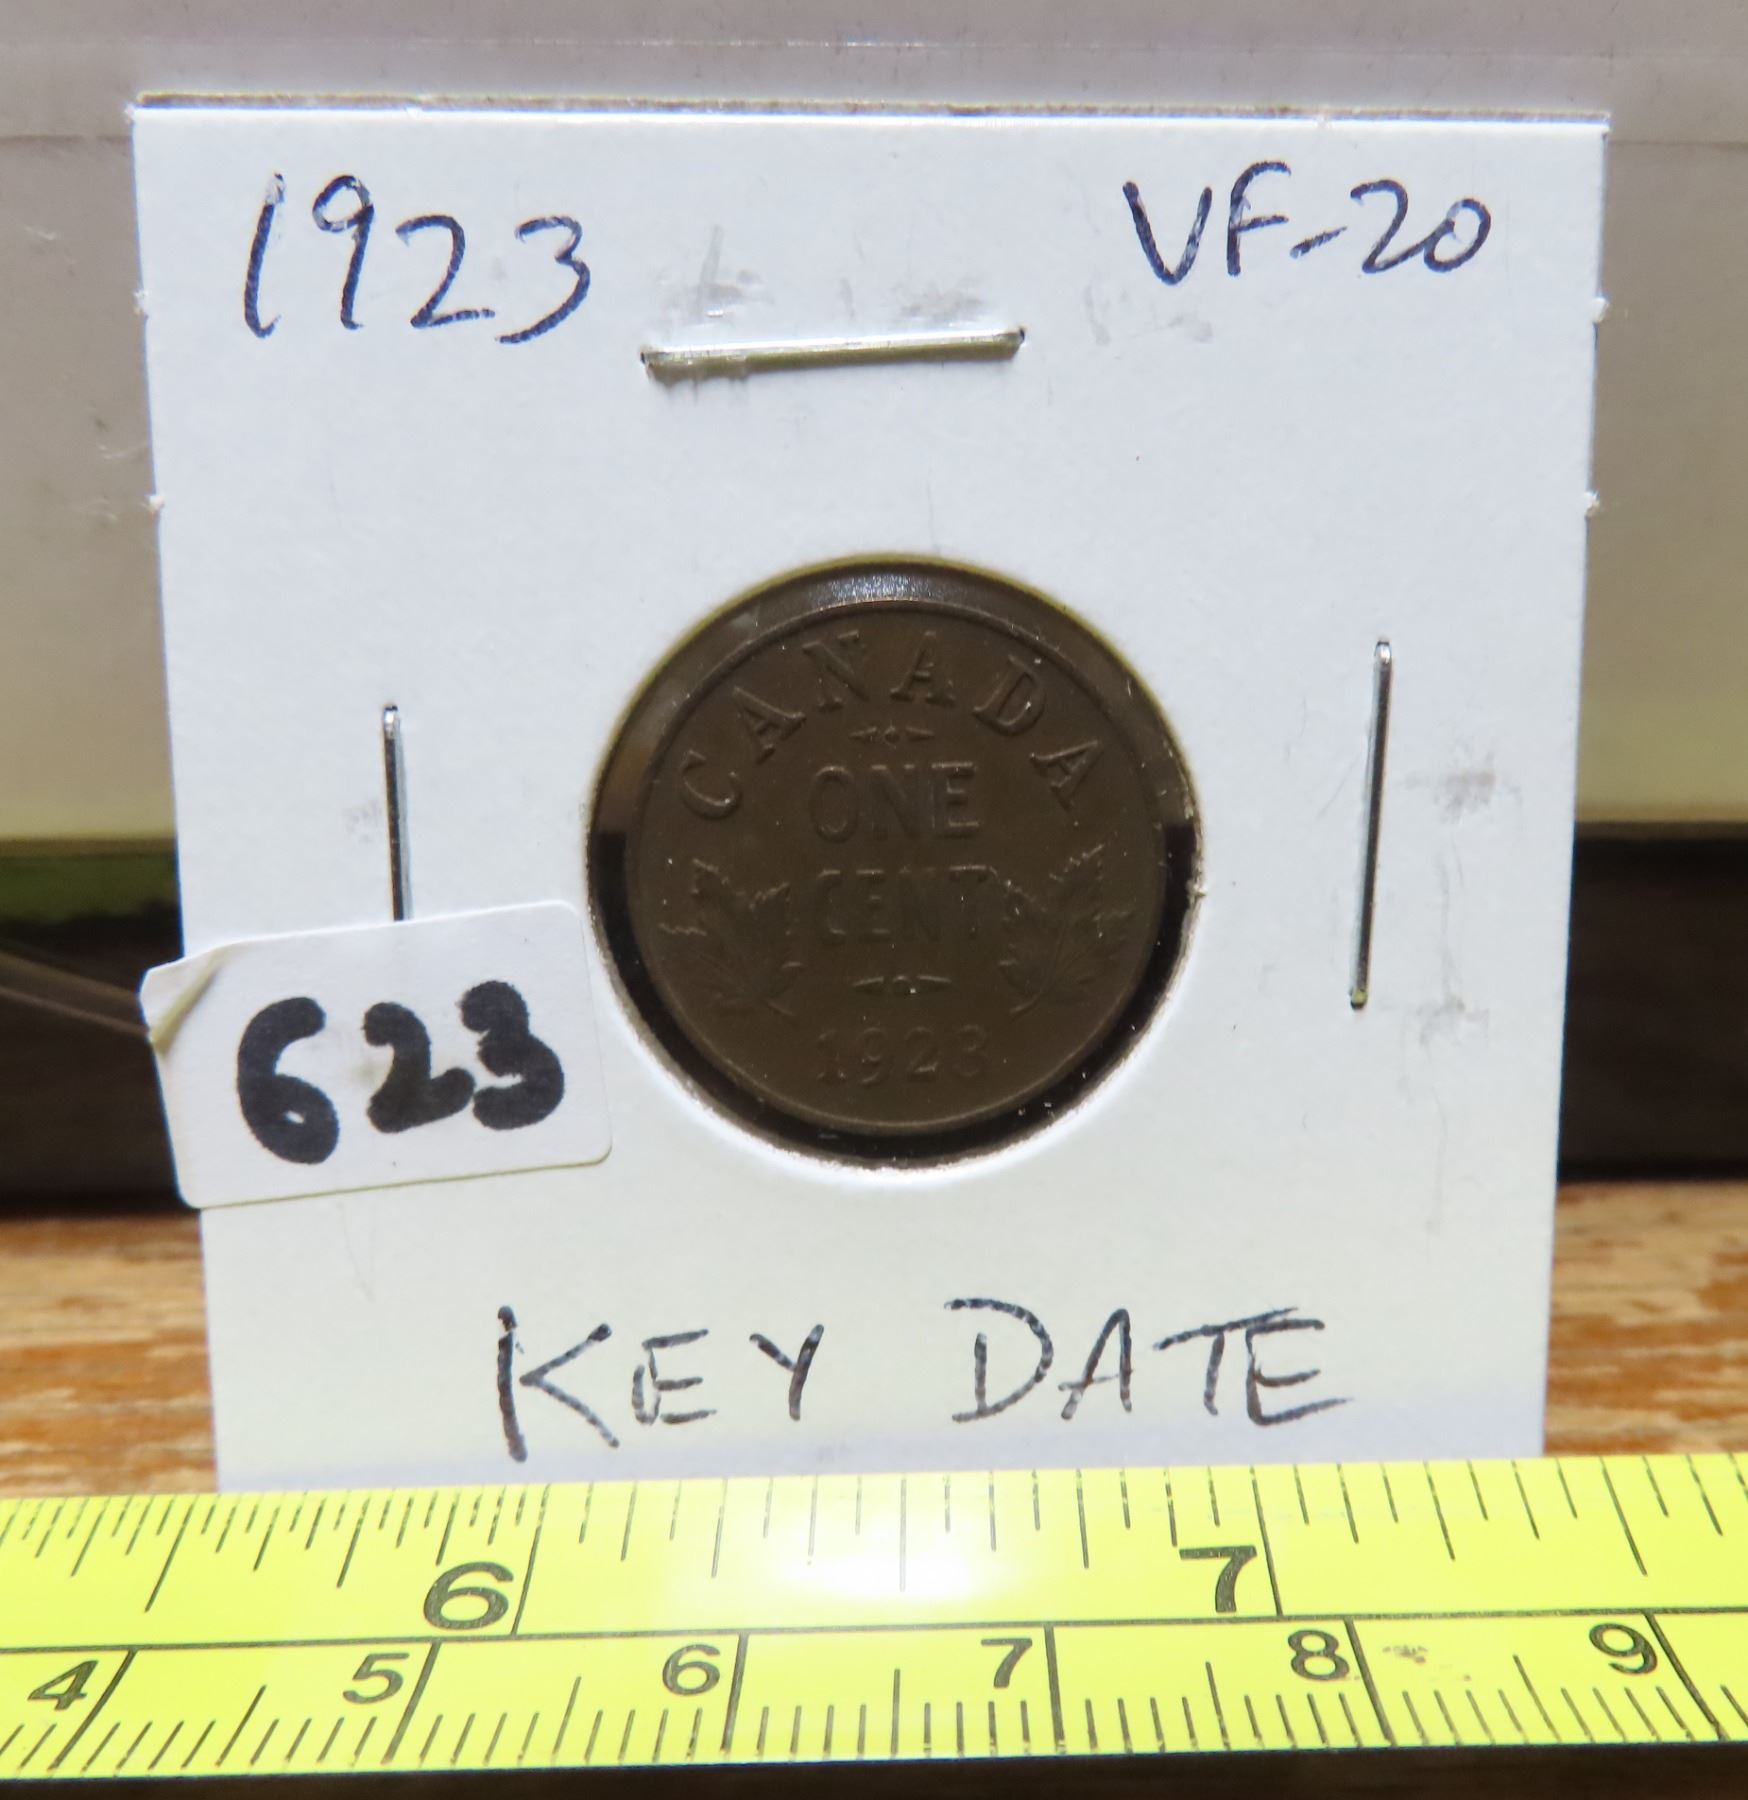 1923 VF-20
CANADA
ONE
CENT
1923
623
KEY DATE
6 7
4 5 6 7 8 9